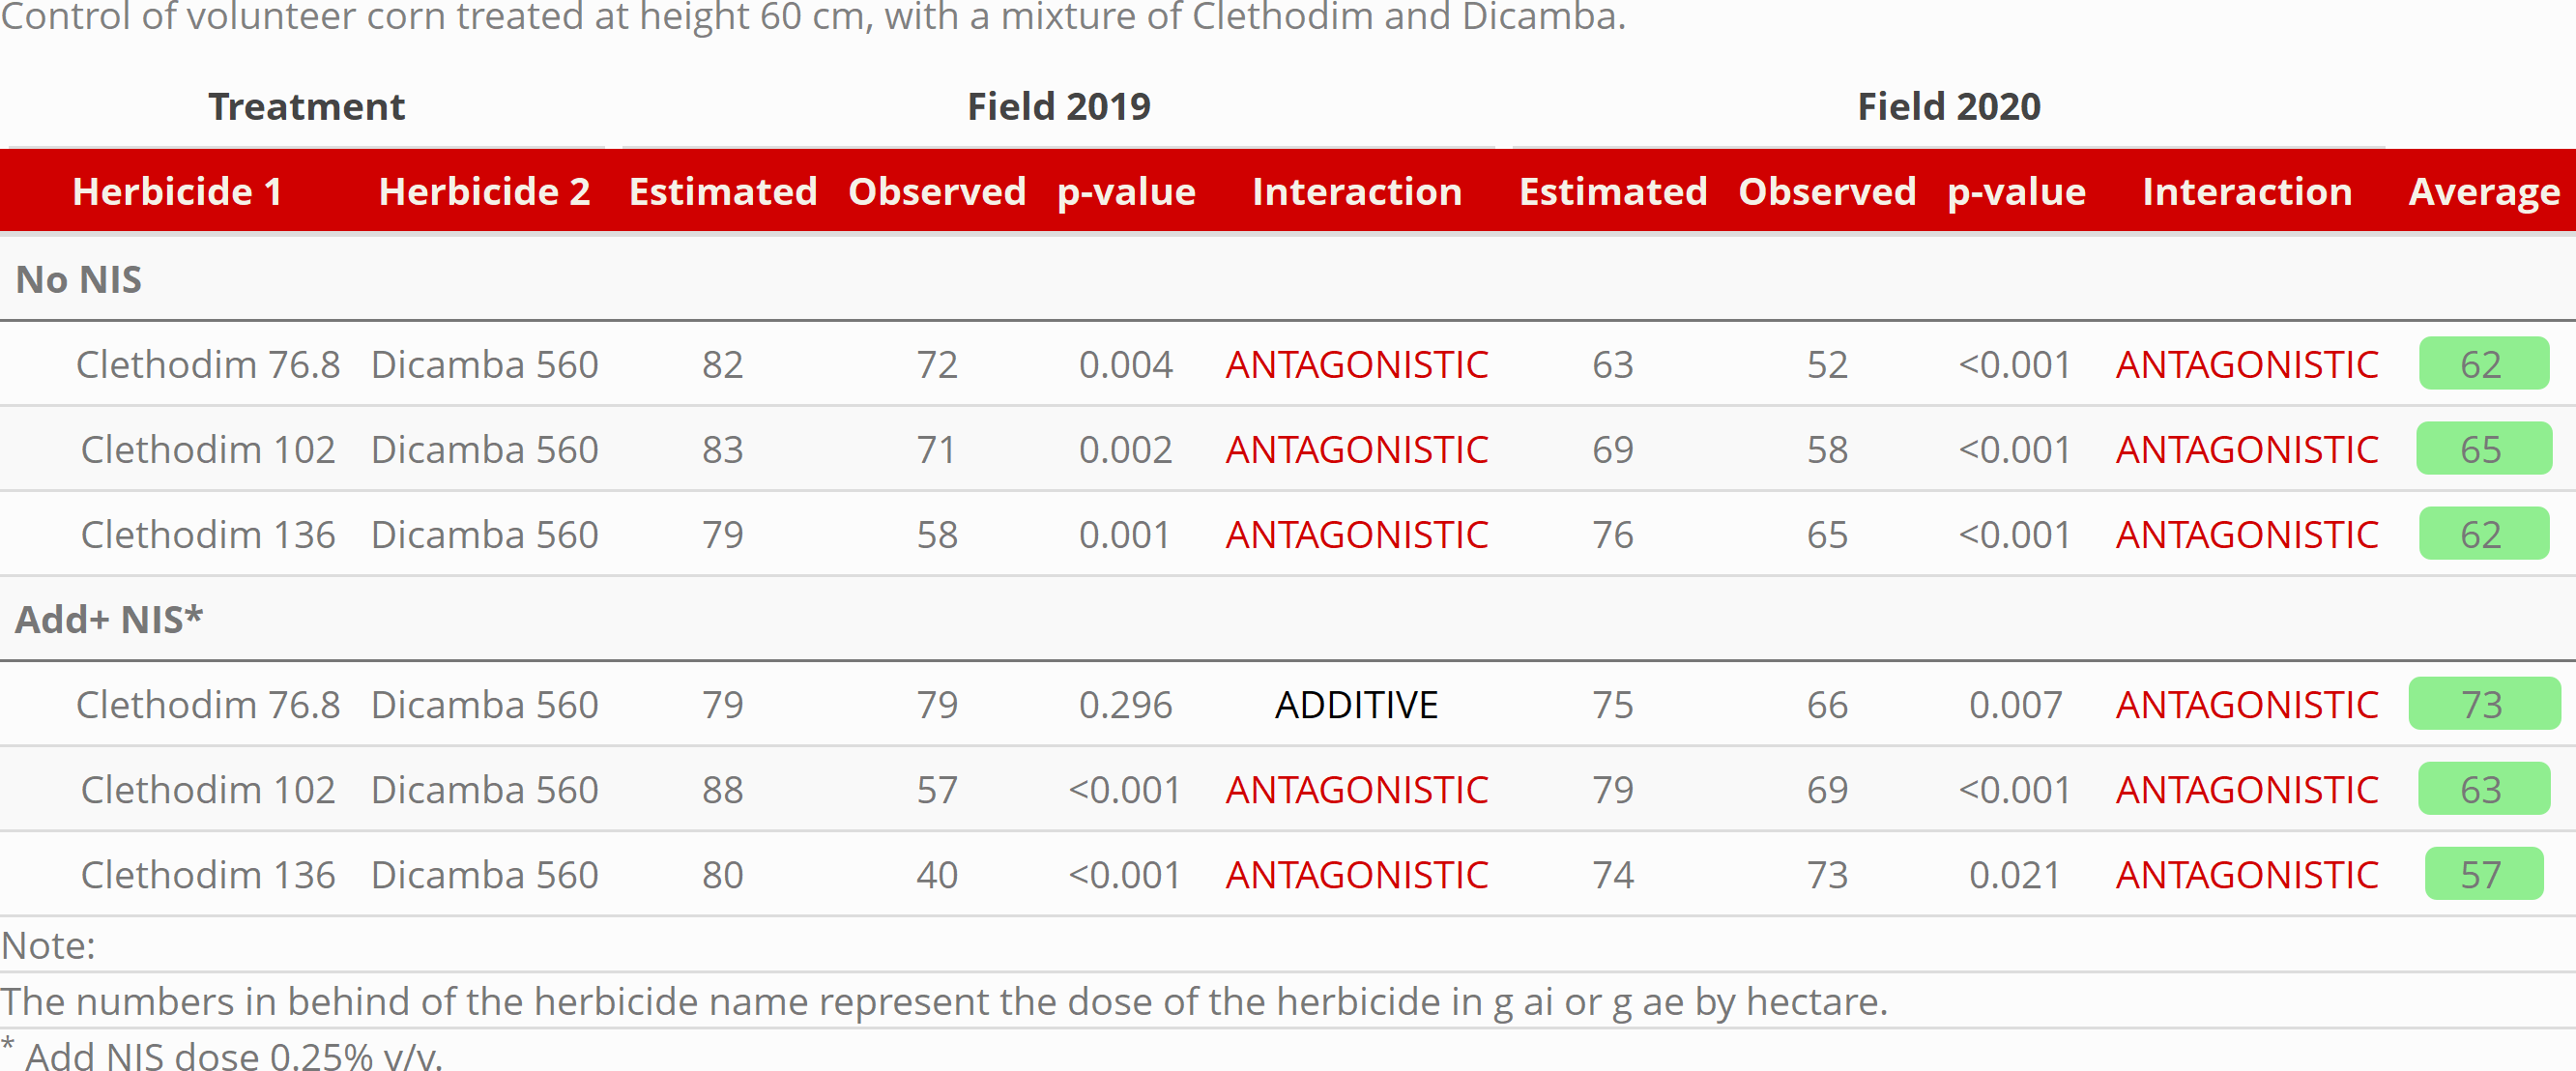 Control of volunteer corn treated at height 60 cm, with a mixture of Clethodim and Dicamba.
Treatment Field 2019 Field 2020
Herbicide 1 Herbicide 2 Estimated Observed p-value Interaction Estimated Observed p-value Interaction Average
No NIS
Clethodim 76.8 Dicamba 560 82 72 0.004 ANTAGONISTIC 63 52 <0.001 ANTAGONISTIC 62
Clethodim 102 Dicamba 560 83 71 0.002 ANTAGONISTIC 69 58 <0.001 ANTAGONISTIC 65
Clethodim 136 Dicamba 560 79 58 0.001 ANTAGONISTIC 76 65 <0.001 ANTAGONISTIC 62
Add+ NIS*
Clethodim 76.8 Dicamba 560 79 79 0.296 ADDITIVE 75 66 0.007 ANTAGONISTIC 73
Clethodim 102 Dicamba 560 88 57 <0.001 ANTAGONISTIC 79 69 <0.001 ANTAGONISTIC 63
Clethodim 136 Dicamba 560 80 40 <0.001 ANTAGONISTIC 74 73 0.021 ANTAGONISTIC 57
Note:
The numbers in behind of the herbicide name represent the dose of the herbicide in g ai or g ae by hectare.
* Add NIS dose 0.25% v/v.